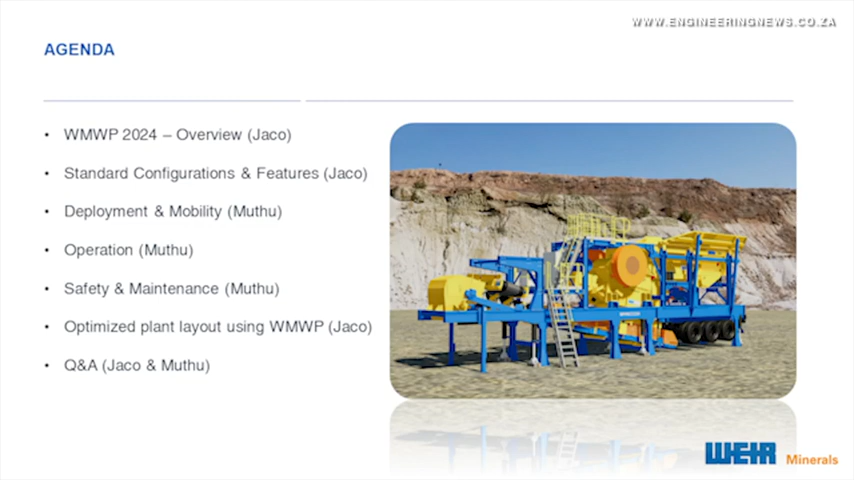 WWW.ENGINEERINGNEWS.CO.ZA
AGENDA
• WMWP 2024 – Overview (Jaco)
• Standard Configurations & Features (Jaco)
• Deployment & Mobility (Muthu)
• Operation (Muthu)
• Safety & Maintenance (Muthu)
• Optimized plant layout using WMWP (Jaco)
• Q&A (Jaco & Muthu)
WEIR Minerals